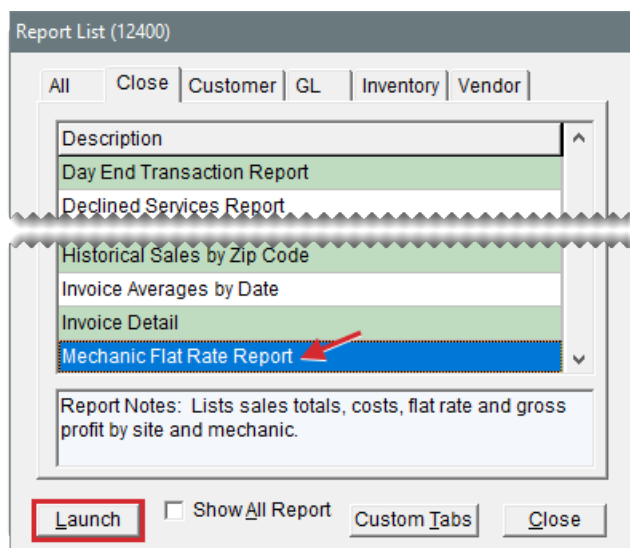 Report List (12400)
All Close Customer GL Inventory Vendor
Description
Day End Transaction Report
Declined Services Report
Historical Sales by Zip Code
Invoice Averages by Date
Invoice Detail
Mechanic Flat Rate Report
Report Notes: Lists sales totals, costs, flat rate and gross
profit by site and mechanic.
Launch Show All Report Custom Tabs Close